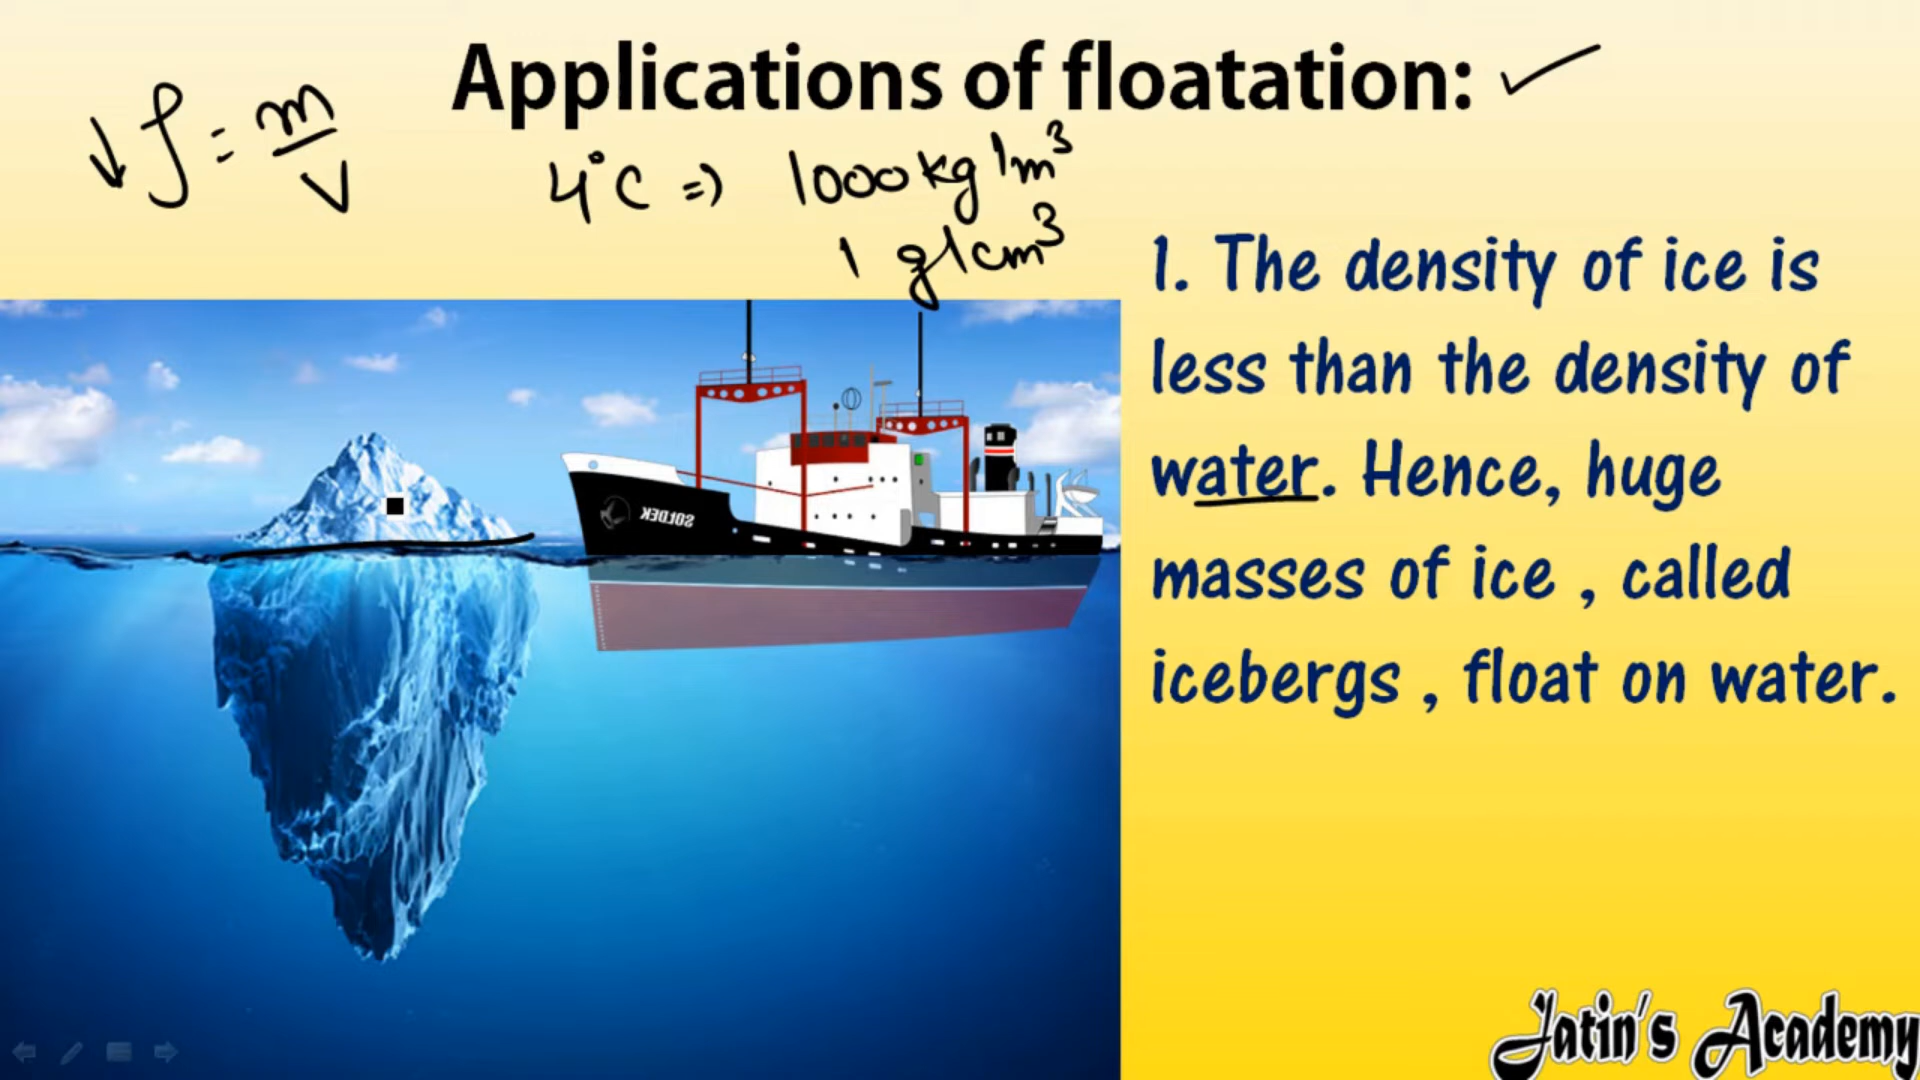 Applications of floatation:
↓ ρ = m/V
4°C => 1000 kg/m³
1 g/cm³
1. The density of ice is
less than the density of
water. Hence, huge
masses of ice , called
icebergs , float on water.
SOLDEK
Jatin's Academy